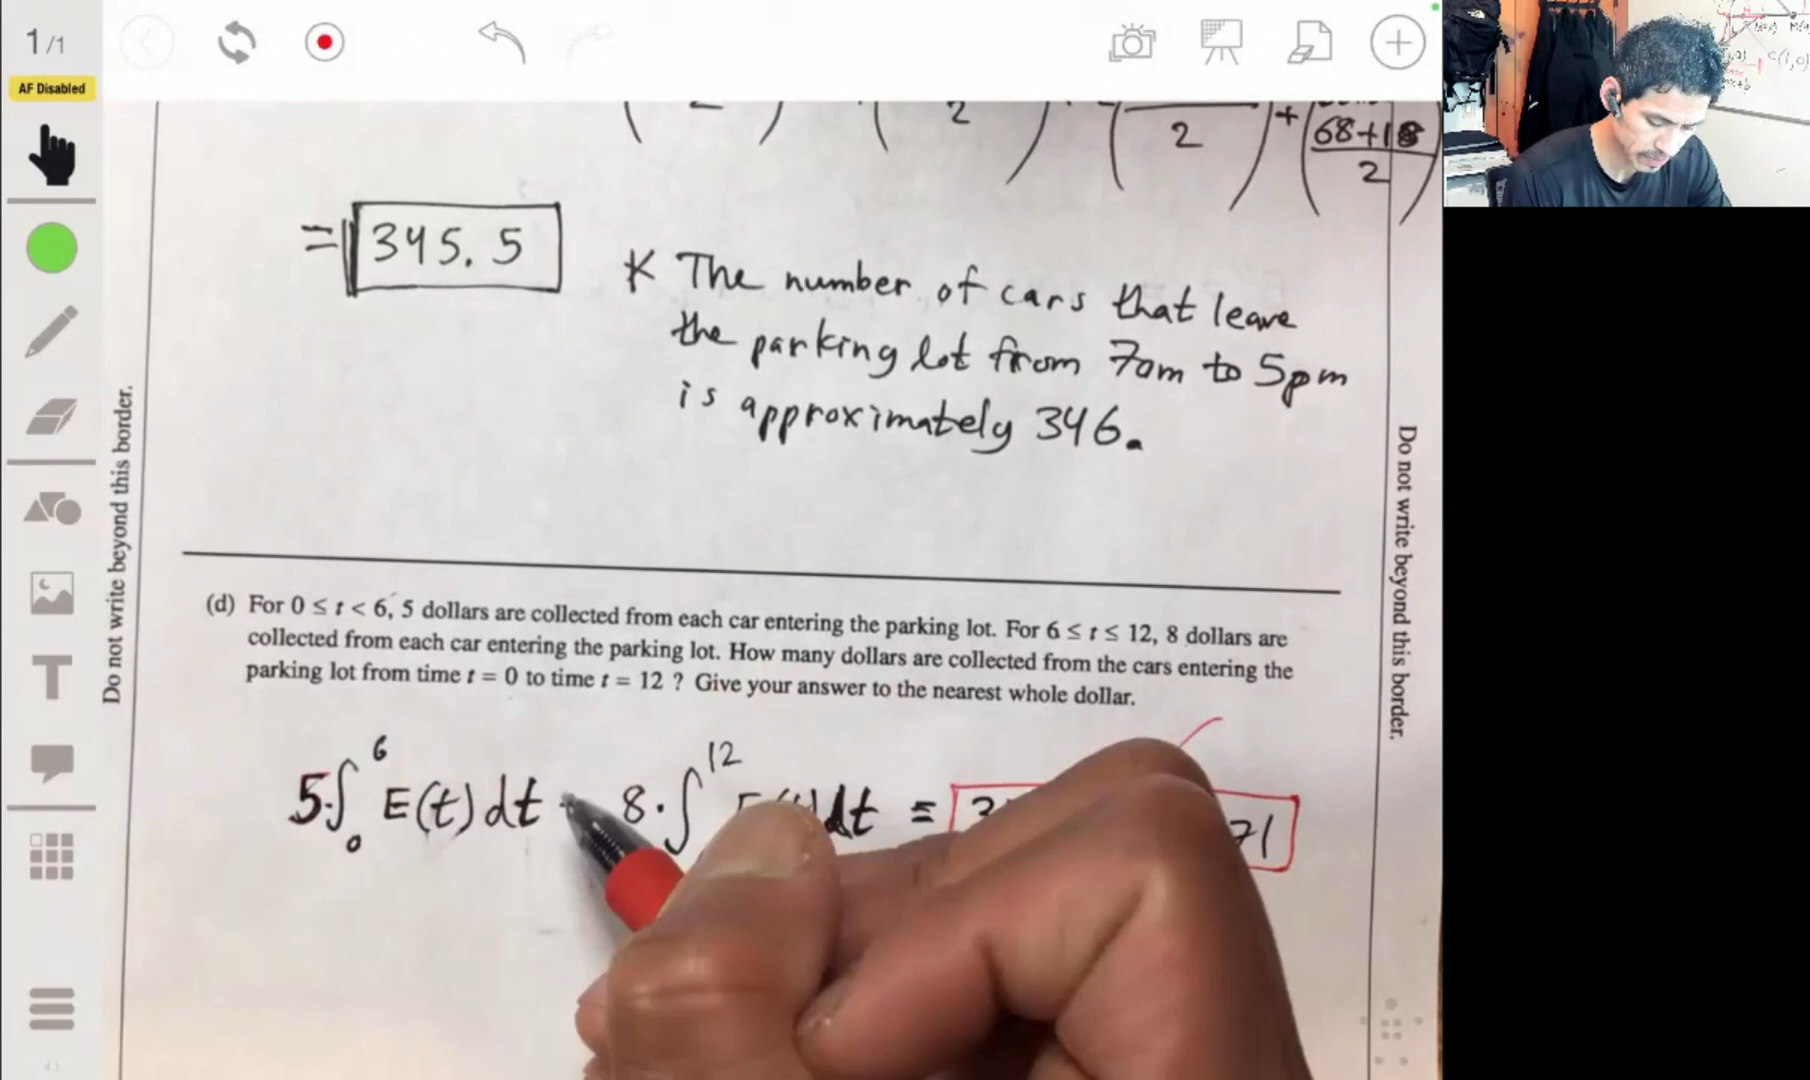 1/1
AF Disabled
2
2
+
68+18
2
= 345.5
* The number of cars that leave
the parking lot from 7am to 5pm
is approximately 346.
Do not write beyond this border.
Do not write beyond this border.
(d) For 0 ≤ t < 6, 5 dollars are collected from each car entering the parking lot. For 6 ≤ t ≤ 12, 8 dollars are
collected from each car entering the parking lot. How many dollars are collected from the cars entering the
parking lot from time t = 0 to time t = 12 ? Give your answer to the nearest whole dollar.
5·∫₀⁶ E(t) dt 8·∫¹² dt = 71
T
C(1,0)